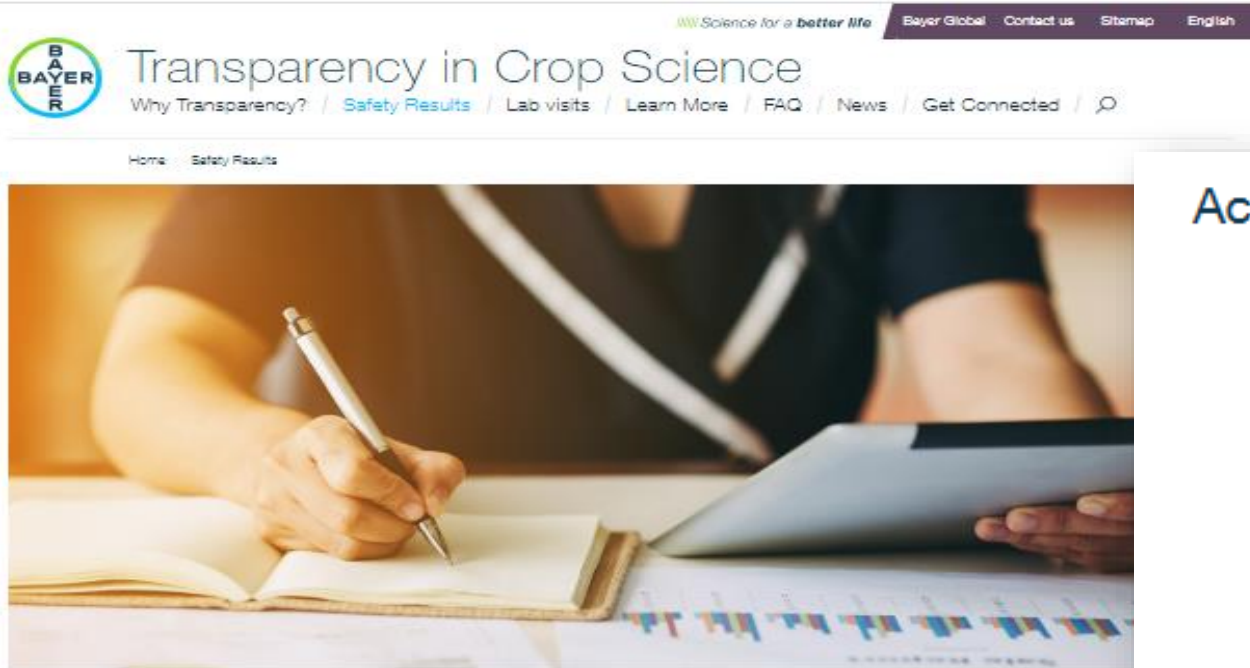 Science for a better life
Bayer Global Contact us Sitemap English
BAYER
BAYER
Transparency in Crop Science
Why Transparency? / Safety Results / Lab visits / Learn More / FAQ / News / Get Connected /
Home Safety Results
Ac